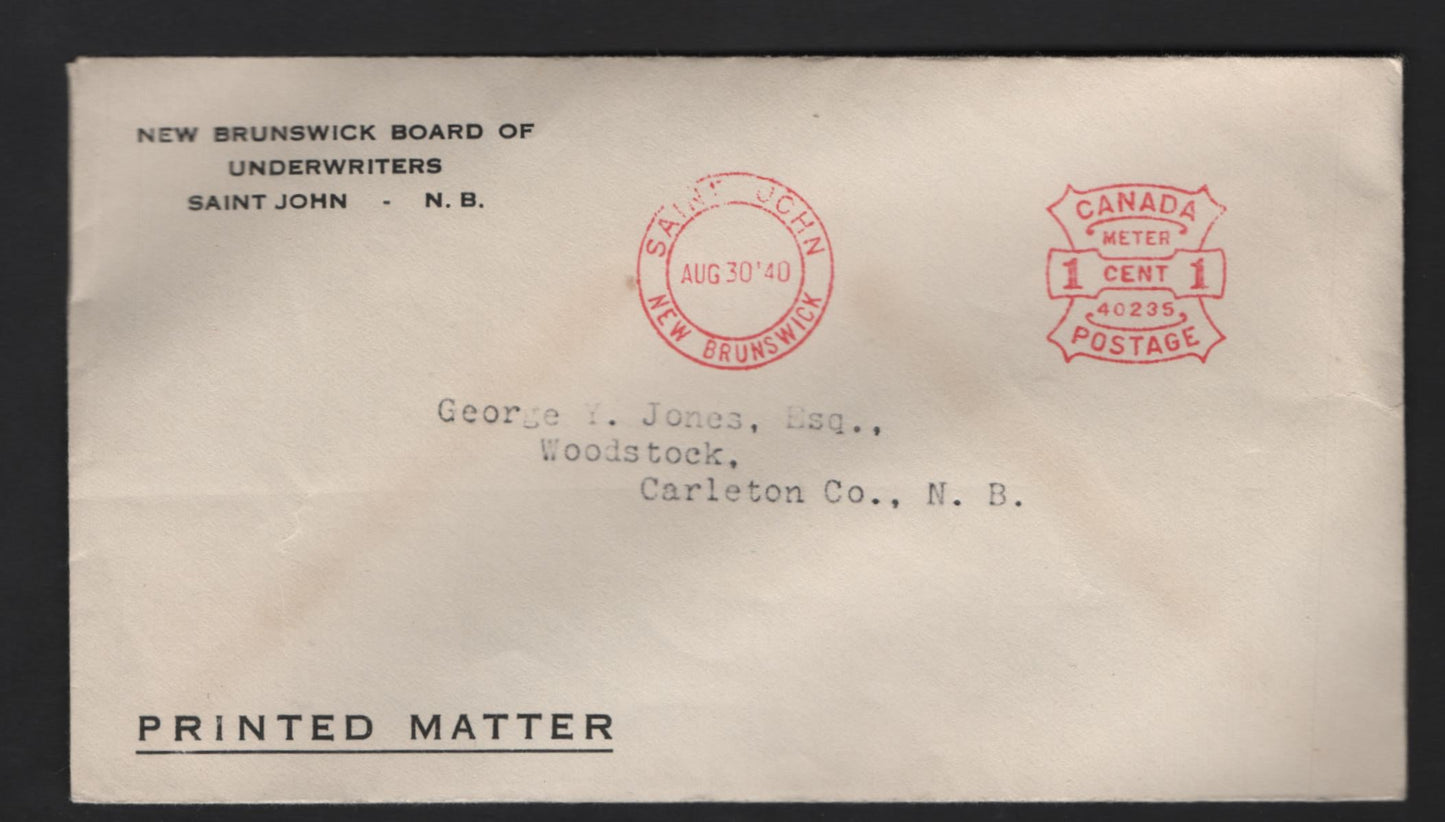 NEW BRUNSWICK BOARD OF
UNDERWRITERS
SAINT JOHN - N. B.
SAINT JOHN
AUG 30 '40
NEW BRUNSWICK
CANADA
METER
1 CENT 1
40235
POSTAGE
George Y. Jones, Esq.,
Woodstock,
Carleton Co., N. B.
PRINTED MATTER